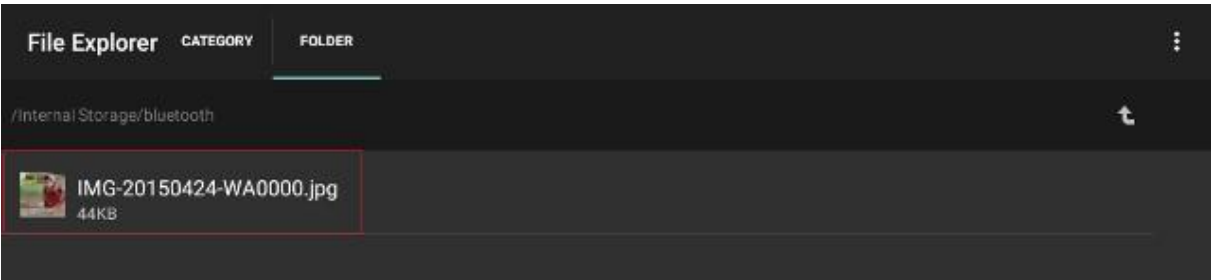 File Explorer CATEGORY FOLDER
/Internal Storage/bluetooth
IMG-20150424-WA0000.jpg
44KB